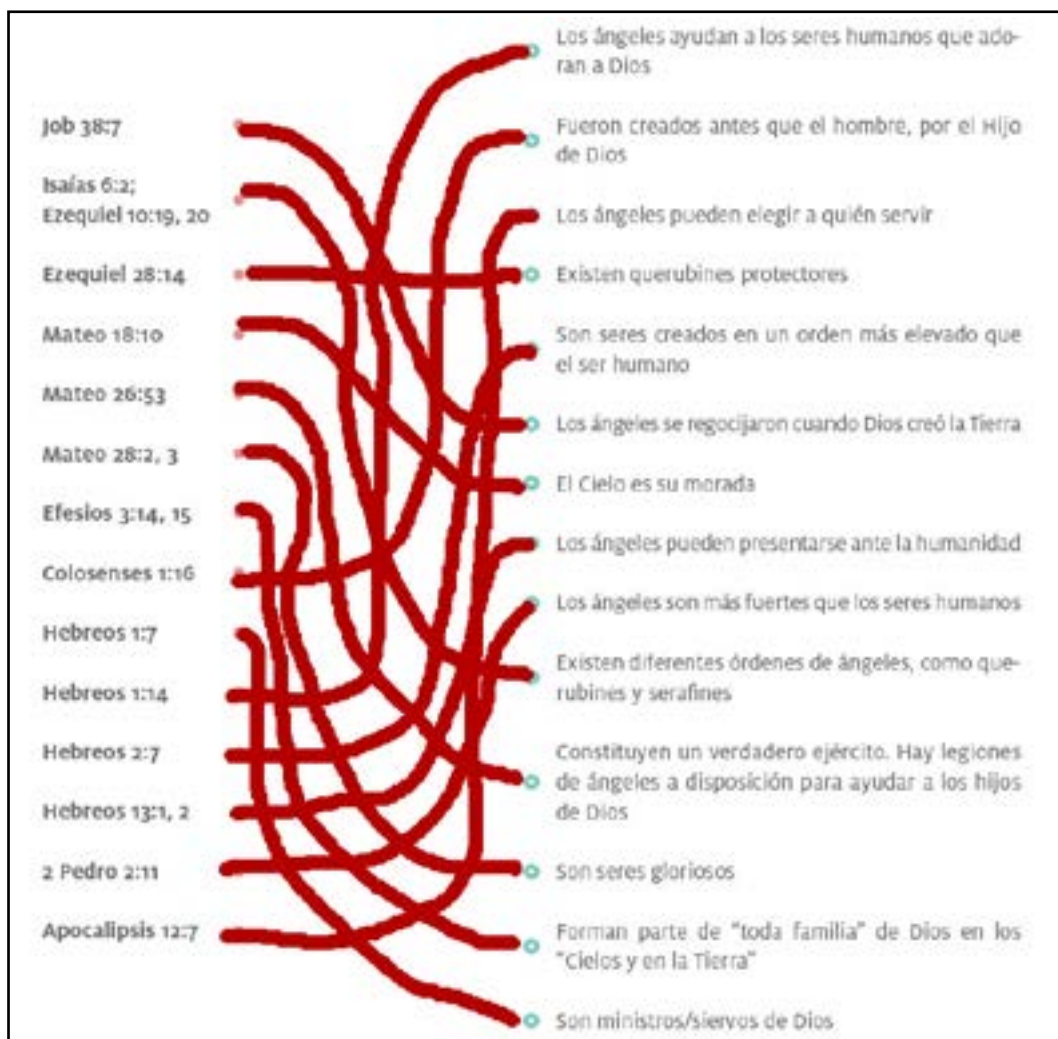 Job 38:7
Isaías 6:2;
Ezequiel 10:19, 20
Ezequiel 28:14
Mateo 18:10
Mateo 26:53
Mateo 28:2, 3
Efesios 3:14, 15
Colosenses 1:16
Hebreos 1:7
Hebreos 1:14
Hebreos 2:7
Hebreos 13:1, 2
2 Pedro 2:11
Apocalipsis 12:7
Los ángeles ayudan a los seres humanos que ado-
ran a Dios
Fueron creados antes que el hombre, por el Hijo
de Dios
Los ángeles pueden elegir a quién servir
Existen querubines protectores
Son seres creados en un orden más elevado que
el ser humano
Los ángeles se regocijaron cuando Dios creó la Tierra
El Cielo es su morada
Los ángeles pueden presentarse ante la humanidad
Los ángeles son más fuertes que los seres humanos
Existen diferentes órdenes de ángeles, como que-
rubines y serafines
Constituyen un verdadero ejército. Hay legiones
de ángeles a disposición para ayudar a los hijos
de Dios
Son seres gloriosos
Forman parte de "toda familia" de Dios en los
"Cielos y en la Tierra"
Son ministros/siervos de Dios